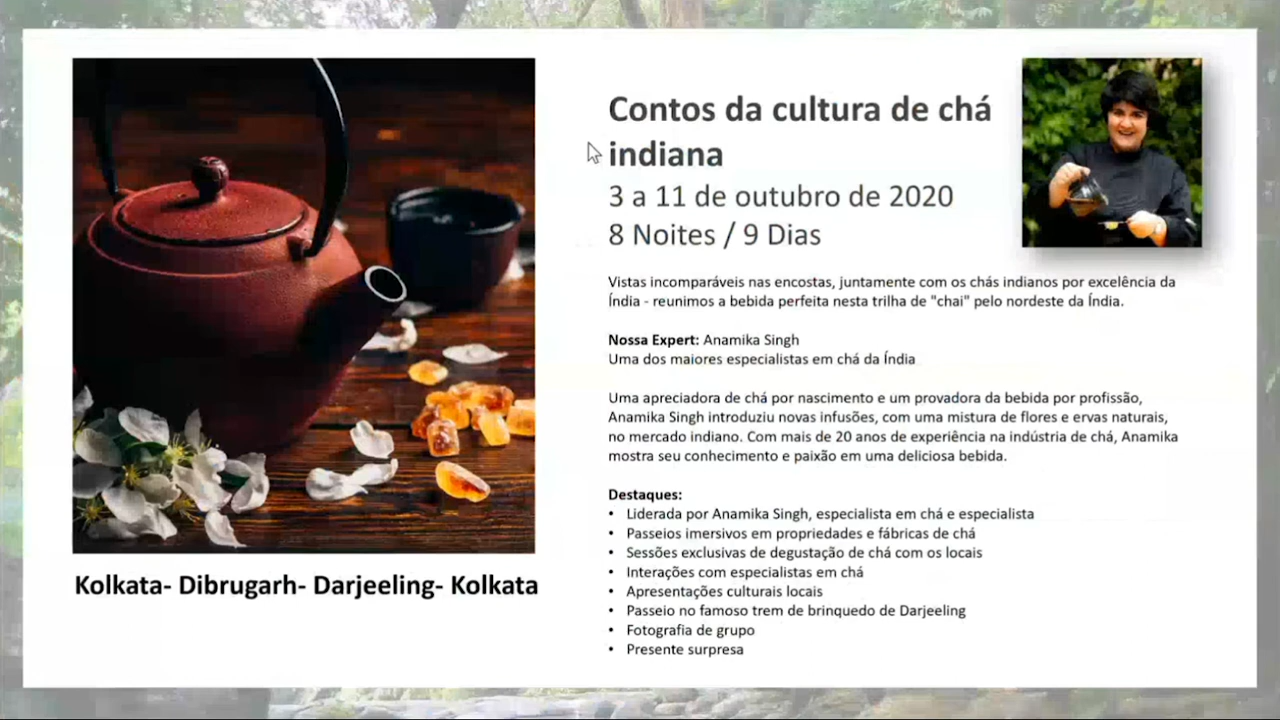 Contos da cultura de chá
indiana
3 a 11 de outubro de 2020
8 Noites / 9 Dias
Vistas incomparáveis nas encostas, juntamente com os chás indianos por excelência da
Índia - reunimos a bebida perfeita nesta trilha de "chai" pelo nordeste da Índia.
Nossa Expert: Anamika Singh
Uma dos maiores especialistas em chá da Índia
Uma apreciadora de chá por nascimento e um provadora da bebida por profissão,
Anamika Singh introduziu novas infusões, com uma mistura de flores e ervas naturais,
no mercado indiano. Com mais de 20 anos de experiência na indústria de chá, Anamika
mostra seu conhecimento e paixão em uma deliciosa bebida.
Destaques:
• Liderada por Anamika Singh, especialista em chá e especialista
• Passeios imersivos em propriedades e fábricas de chá
• Sessões exclusivas de degustação de chá com os locais
• Interações com especialistas em chá
• Apresentações culturais locais
• Passeio no famoso trem de brinquedo de Darjeeling
• Fotografia de grupo
• Presente surpresa
Kolkata- Dibrugarh- Darjeeling- Kolkata